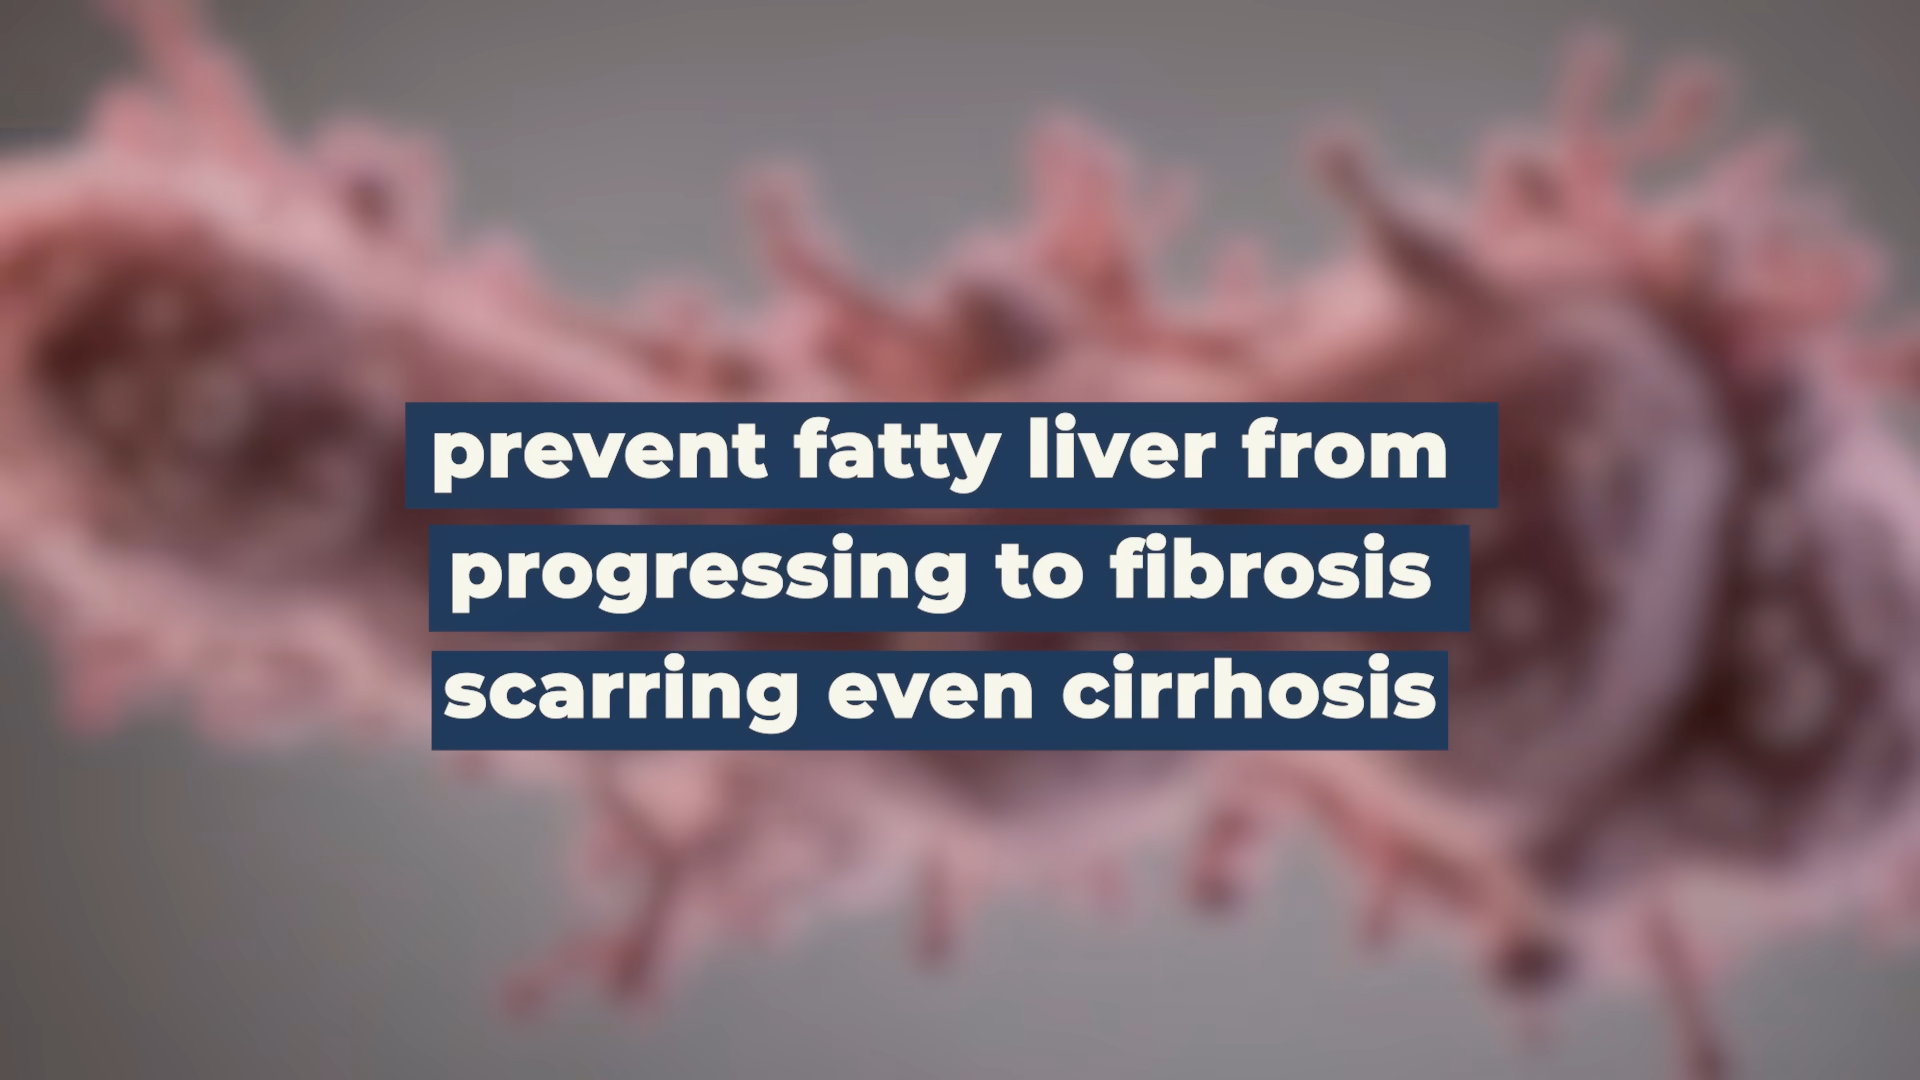 prevent fatty liver from
progressing to fibrosis
scarring even cirrhosis